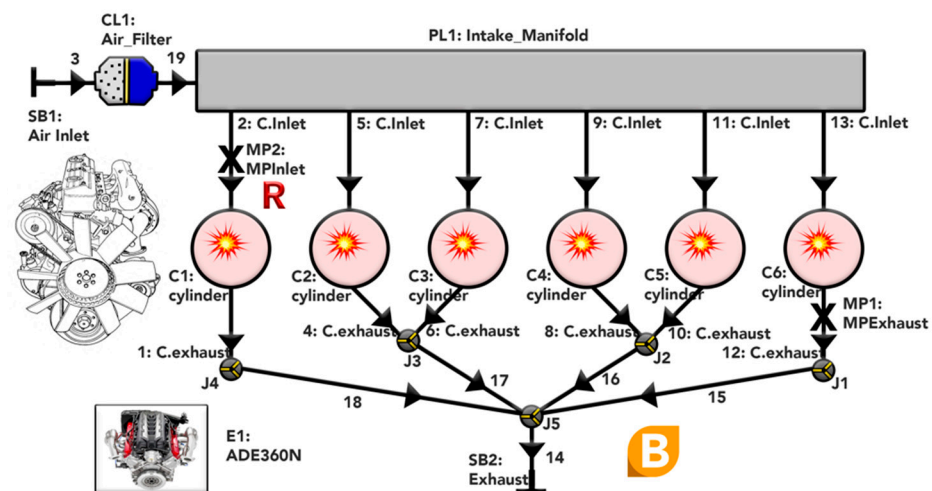 CL1:
Air_Filter
PL1: Intake_Manifold
3
19
SB1:
Air Inlet
2: C.Inlet
5: C.Inlet
7: C.Inlet
9: C.Inlet
11: C.Inlet
13: C.Inlet
MP2:
MPInlet
R
C1:
cylinder
C2:
cylinder
C3:
cylinder
C4:
cylinder
C5:
cylinder
C6:
cylinder
MP1:
MPExhaust
1: C.exhaust
4: C.exhaust
6: C.exhaust
8: C.exhaust
10: C.exhaust
12: C.exhaust
J4
J3
J2
J1
18
17
16
15
J5
14
E1:
ADE360N
SB2:
Exhaust
B